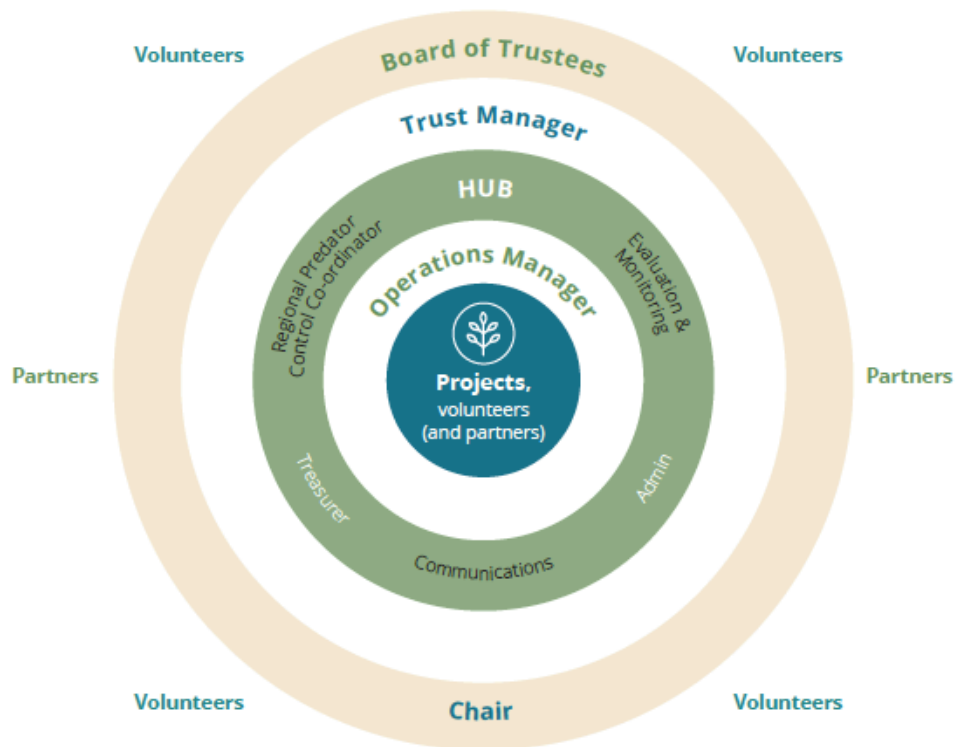 Volunteers
Board of Trustees
Volunteers
Trust Manager
HUB
Regional Predator
Control Co-ordinator
Evaluation &
Monitoring
Operations Manager
Partners
Projects,
volunteers
(and partners)
Partners
Treasurer
Admin
Communications
Volunteers
Chair
Volunteers